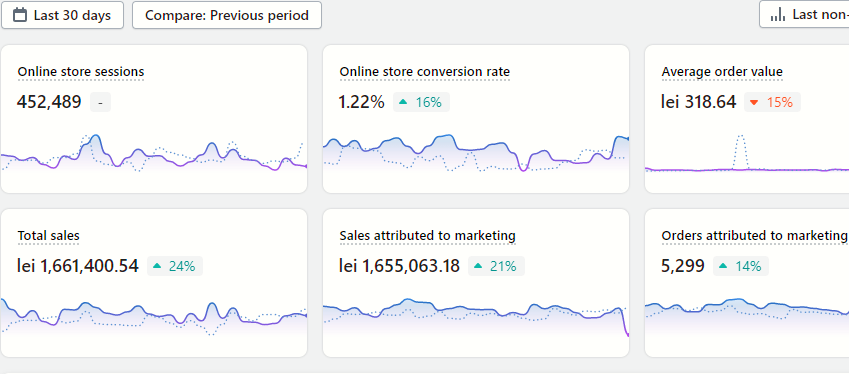 Last 30 days
Compare: Previous period
Last non-
Online store sessions
452,489 -
Online store conversion rate
1.22% 16%
Average order value
lei 318.64 15%
Total sales
lei 1,661,400.54 24%
Sales attributed to marketing
lei 1,655,063.18 21%
Orders attributed to marketing
5,299 14%